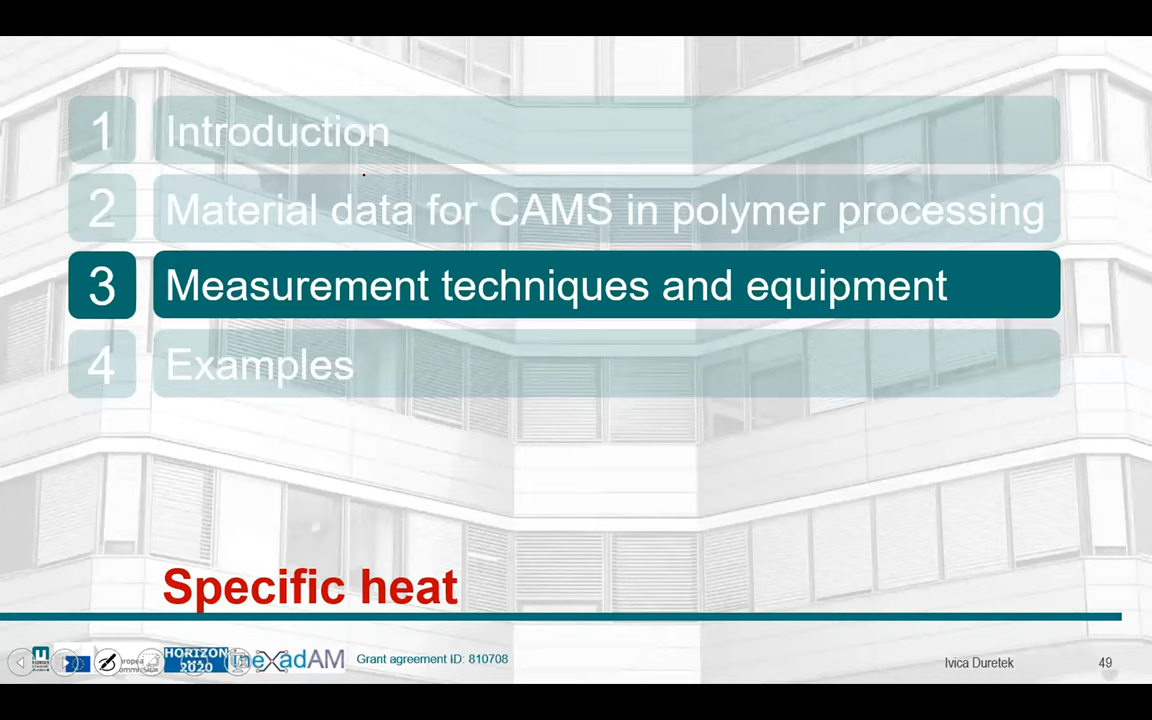 1 Introduction
2 Material data for CAMS in polymer processing
3 Measurement techniques and equipment
4 Examples
Specific heat
HORIZON
2020
Grant agreement ID: 810708
Ivica Duretek
49